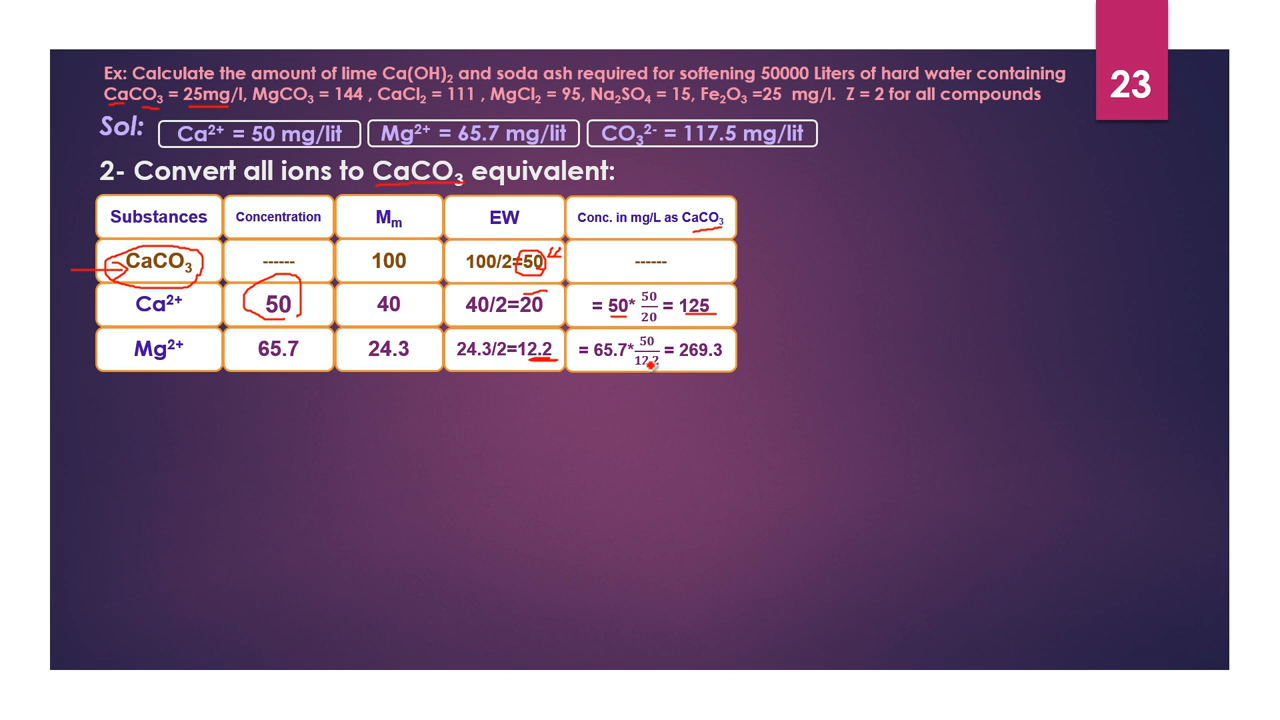 23
Ex: Calculate the amount of lime Ca(OH)₂ and soda ash required for softening 50000 Liters of hard water containing
CaCO₃ = 25mg/l, MgCO₃ = 144 , CaCl₂ = 111 , MgCl₂ = 95, Na₂SO₄ = 15, Fe₂O₃ =25 mg/l. Z = 2 for all compounds
Sol: Ca²⁺ = 50 mg/lit Mg²⁺ = 65.7 mg/lit CO₃²⁻ = 117.5 mg/lit
2- Convert all ions to CaCO₃ equivalent:
Substances Concentration Mₘ EW Conc. in mg/L as CaCO₃
CaCO₃ ------ 100 100/2=50 ------
Ca²⁺ 50 40 40/2=20 = 50* 50/20 = 125
Mg²⁺ 65.7 24.3 24.3/2=12.2 = 65.7* 50/12.2 = 269.3